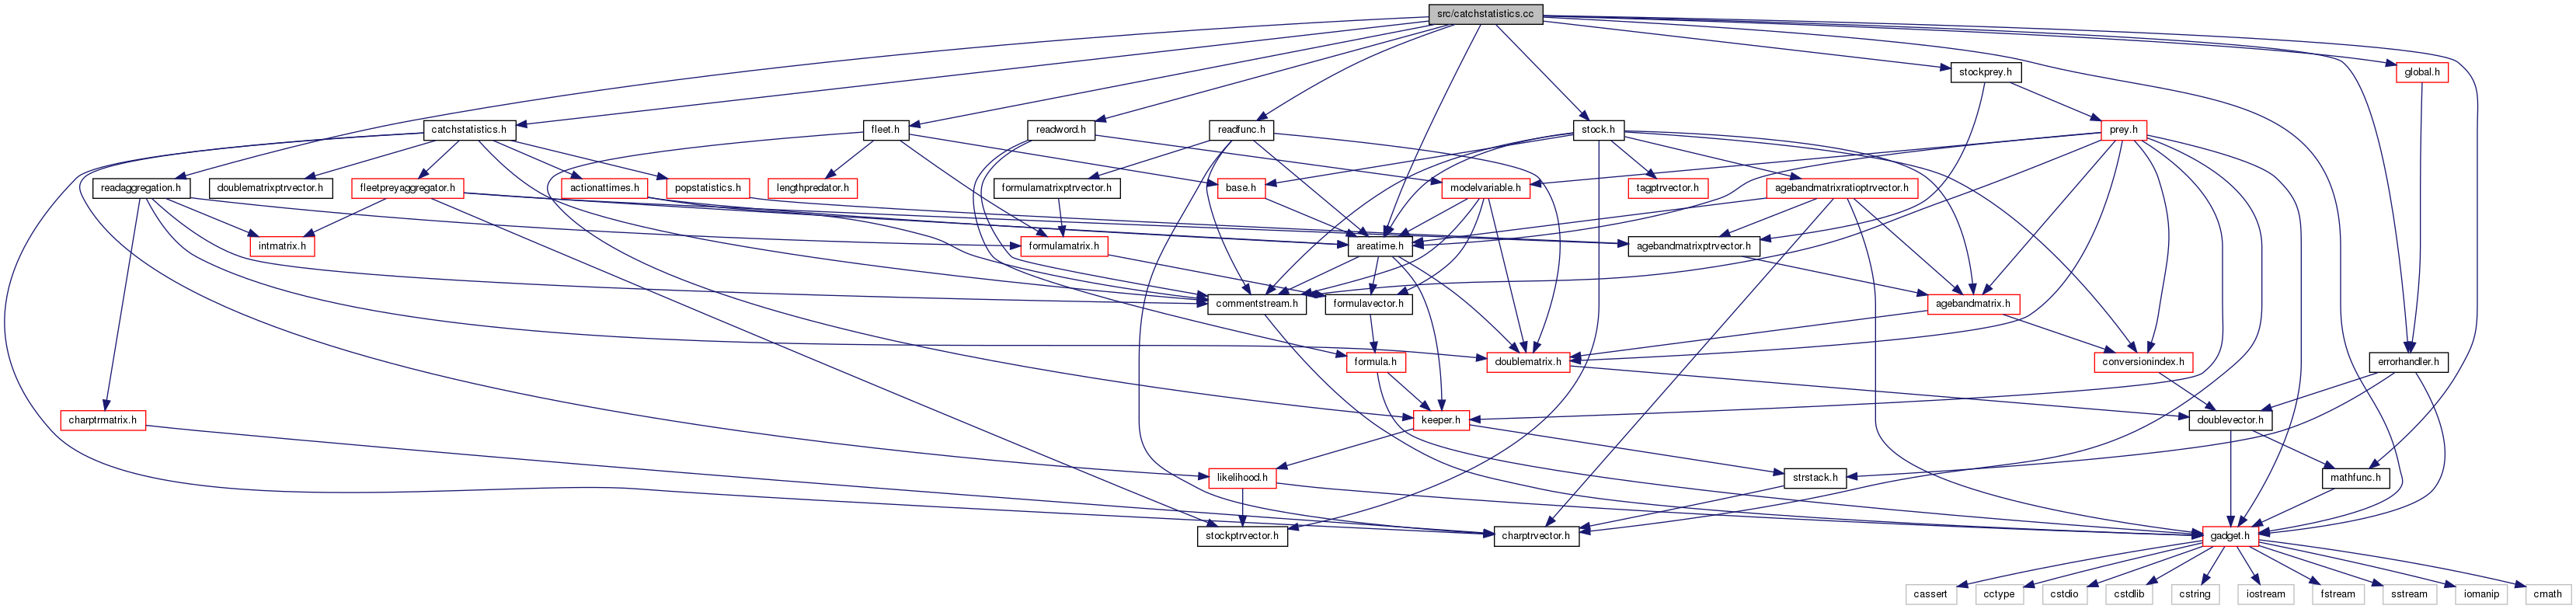 src/catchstatistics.cc
stockprey.h
global.h
catchstatistics.h
fleet.h
readword.h
readfunc.h
stock.h
prey.h
readaggregation.h
doublematrixptrvector.h
fleetpreyaggregator.h
actionattimes.h
popstatistics.h
lengthpredator.h
formulamatrixptrvector.h
base.h
modelvariable.h
tagptrvector.h
agebandmatrixratioptrvector.h
intmatrix.h
formulamatrix.h
areatime.h
agebandmatrixptrvector.h
commentstream.h
formulavector.h
agebandmatrix.h
formula.h
doublematrix.h
conversionindex.h
errorhandler.h
charptrmatrix.h
keeper.h
doublevector.h
likelihood.h
strstack.h
mathfunc.h
stockptrvector.h
charptrvector.h
gadget.h
cassert
cctype
cstdio
cstdlib
cstring
iostream
fstream
sstream
iomanip
cmath